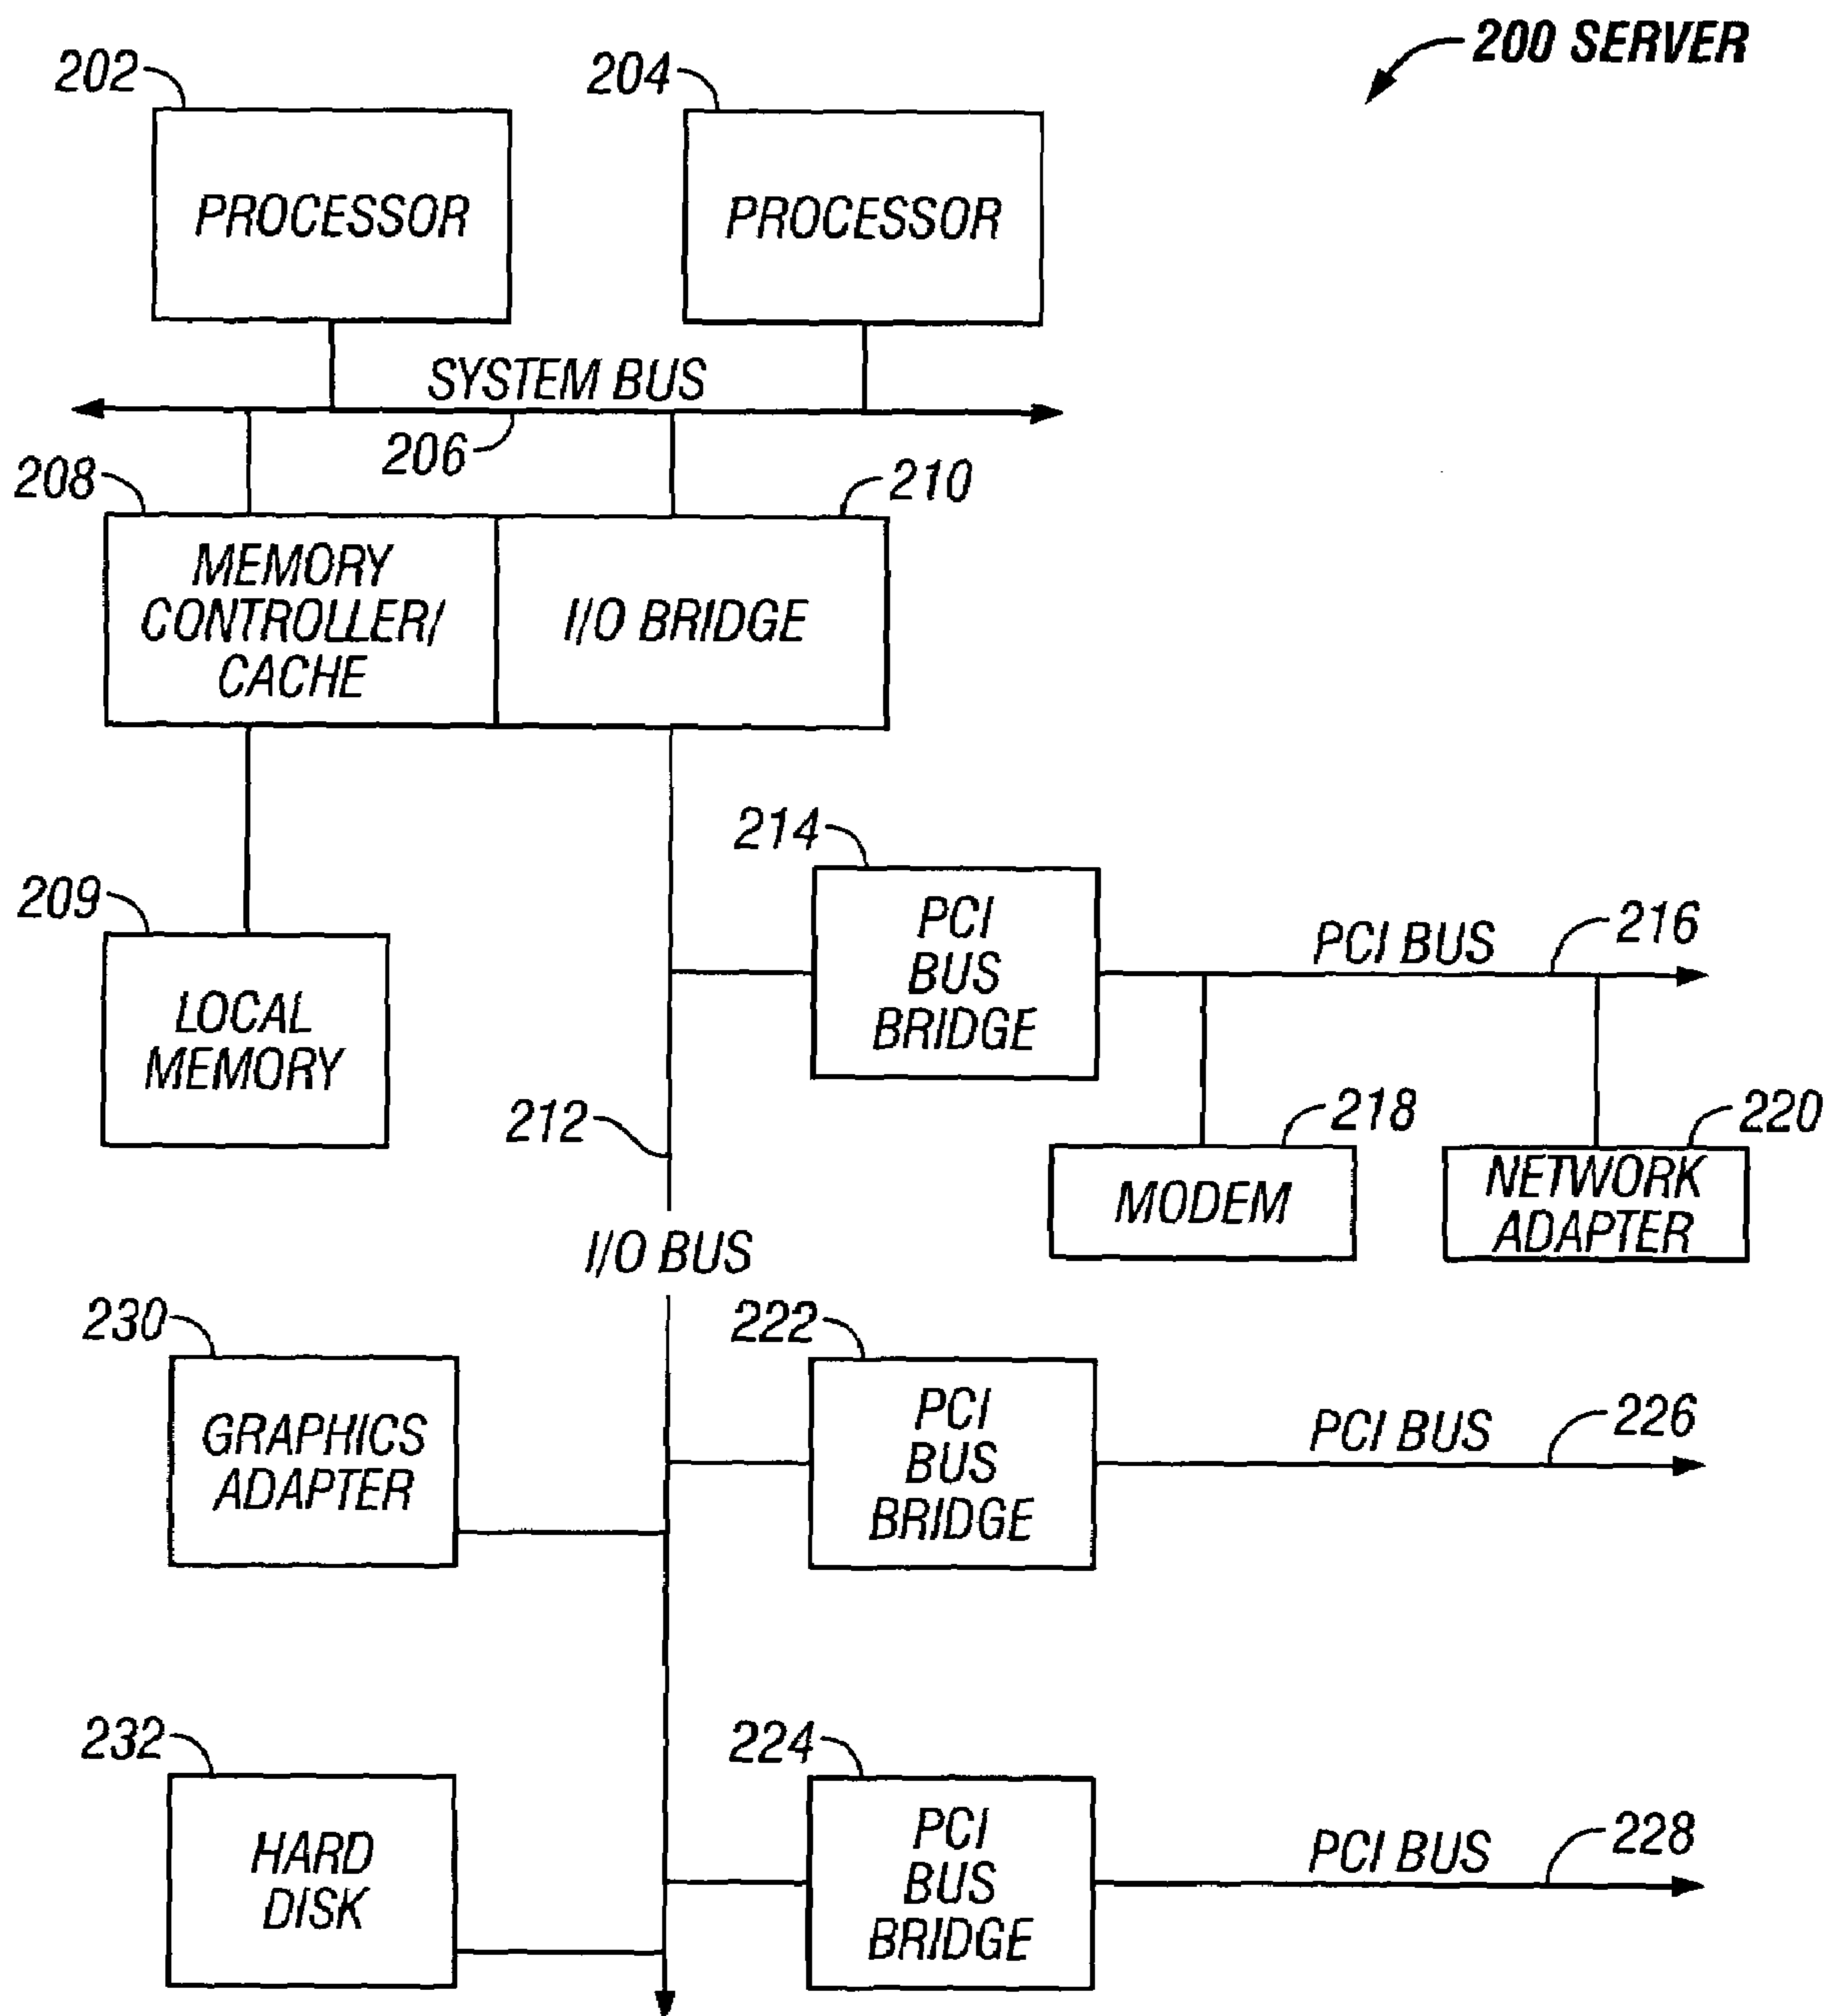 200 SERVER
202
204
PROCESSOR
PROCESSOR
SYSTEM BUS
206
208
210
MEMORY
CONTROLLER/
CACHE
I/O BRIDGE
214
209
PCI
BUS
BRIDGE
PCI BUS
216
LOCAL
MEMORY
212
218
220
MODEM
NETWORK
ADAPTER
I/O BUS
230
222
GRAPHICS
ADAPTER
PCI
BUS
BRIDGE
PCI BUS
226
232
224
HARD
DISK
PCI
BUS
BRIDGE
PCI BUS
228